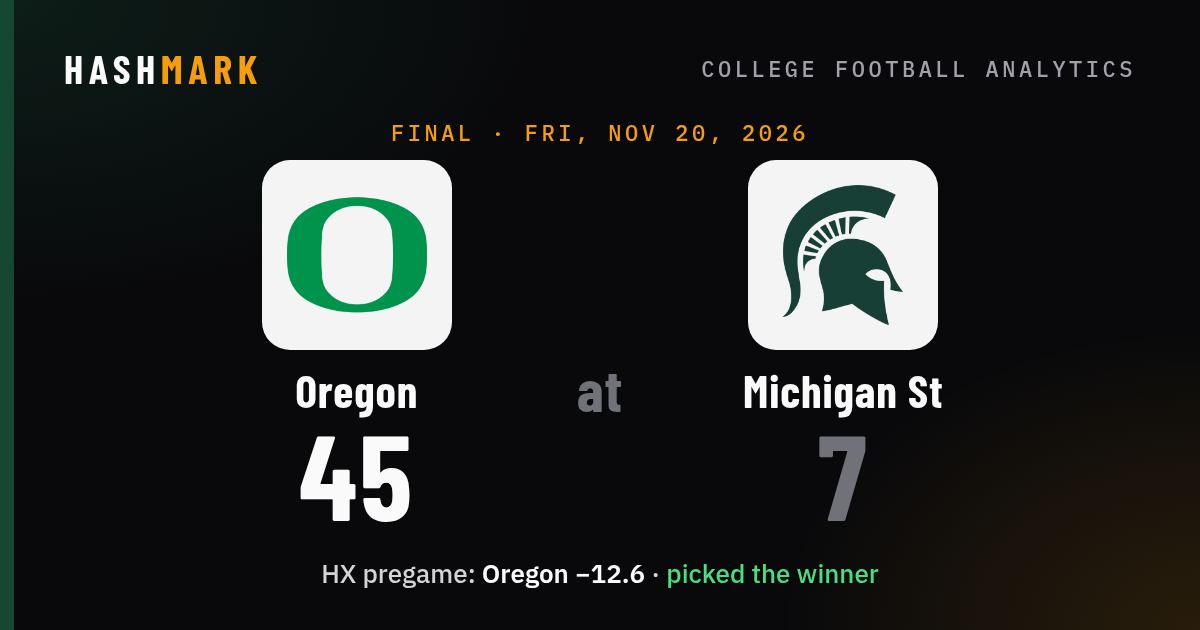 HASHMARK
COLLEGE FOOTBALL ANALYTICS
FINAL · FRI, NOV 20, 2026
O
Oregon at Michigan St
45 7
HX pregame: Oregon −12.6 · picked the winner